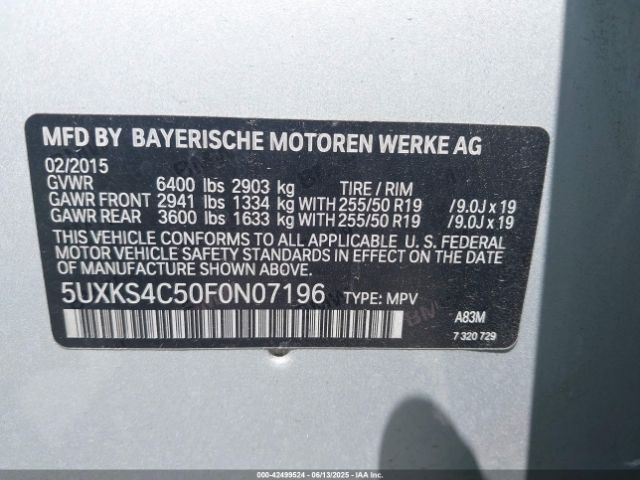 MFD BY BAYERISCHE MOTOREN WERKE AG
02/2015
GVWR 6400 lbs 2903 kg TIRE / RIM
GAWR FRONT 2941 lbs 1334 kg WITH 255/50 R19 /9.0J x 19
GAWR REAR 3600 lbs 1633 kg WITH 255/50 R19 /9.0J x 19
THIS VEHICLE CONFORMS TO ALL APPLICABLE U. S. FEDERAL
MOTOR VEHICLE SAFETY STANDARDS IN EFFECT ON THE
DATE OF MANUFACTURE SHOWN ABOVE.
5UXKS4C50F0N07196 TYPE: MPV A83M
7 320 729
000-42499524 | 06/13/2025 | IAA Inc.